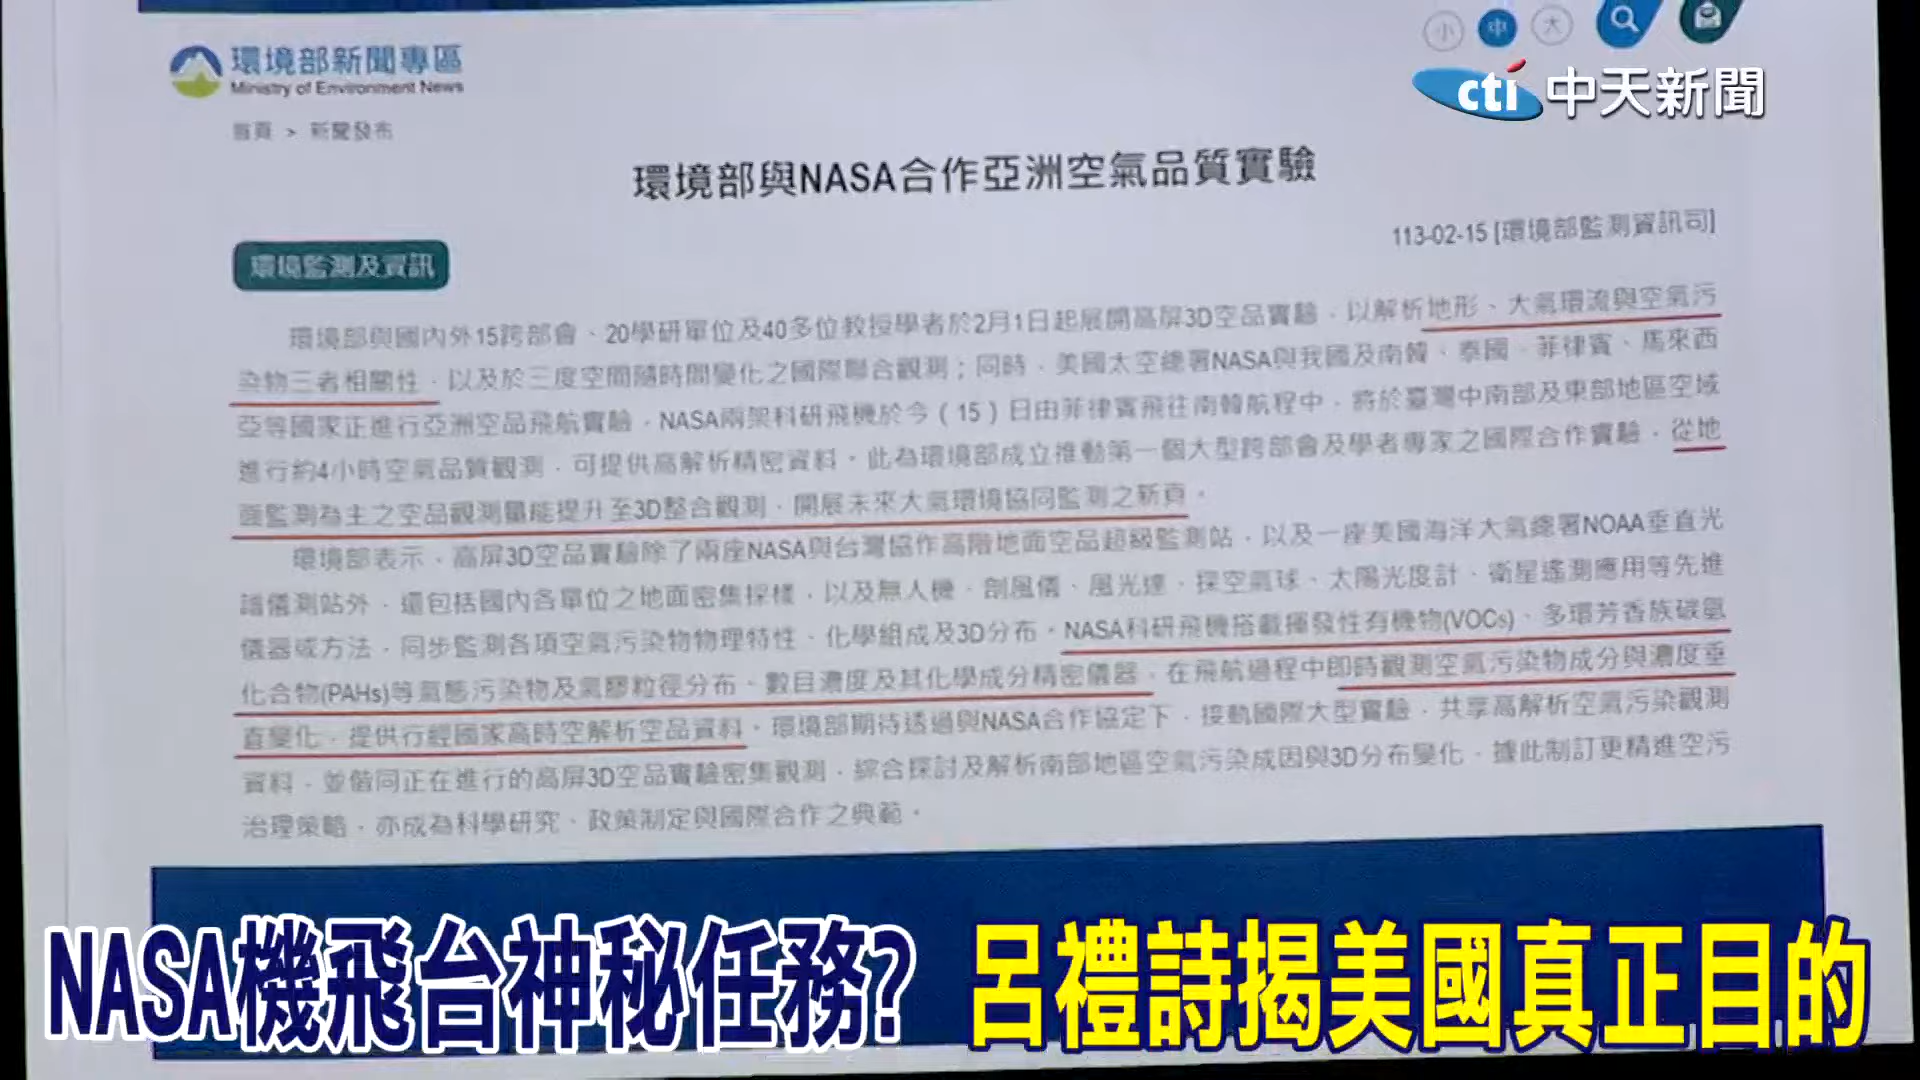 小 中 大
環境部新聞專區
Ministry of Environment News
cti 中天新聞
首頁 > 新聞發布
環境部與NASA合作亞洲空氣品質實驗
113-02-15 [環境部監測資訊司]
環境監測及資訊
環境部與國內外15跨部會、20學研單位及40多位教授學者於2月1日起展開高屏3D空品實驗，以解析地形、大氣環流與空氣污
染物三者相關性，以及於三度空間隨時間變化之國際聯合觀測；同時，美國太空總署NASA與我國及南韓、泰國、菲律賓、馬來西
亞等國家正進行亞洲空品飛航實驗，NASA兩架科研飛機於今（15）日由菲律賓飛往南韓航程中，將於臺灣中南部及東部地區空域
進行約4小時空氣品質觀測，可提供高解析精密資料。此為環境部成立推動第一個大型跨部會及學者專家之國際合作實驗，從地
面監測為主之空品觀測量能提升至3D整合觀測，開展未來大氣環境協同監測之新頁。
環境部表示，高屏3D空品實驗除了兩座NASA與台灣協作高階地面空品超級監測站，以及一座美國海洋大氣總署NOAA垂直光
譜儀測站外，還包括國內各單位之地面密集採樣，以及無人機、剖風儀、風光達、探空氣球、太陽光度計、衛星遙測應用等先進
儀器或方法，同步監測各項空氣污染物物理特性、化學組成及3D分布。NASA科研飛機搭載揮發性有機物(VOCs)、多環芳香族碳氫
化合物(PAHs)等氣態污染物及氣膠粒徑分布、數目濃度及其化學成分精密儀器，在飛航過程中即時觀測空氣污染物成分與濃度垂
直變化，提供行經國家高時空解析空品資料。環境部期待透過與NASA合作協定下，接軌國際大型實驗，共享高解析空氣污染觀測
資料，並偕同正在進行的高屏3D空品實驗密集觀測，綜合探討及解析南部地區空氣污染成因與3D分布變化，據此制訂更精進空污
治理策略，亦成為科學研究、政策制定與國際合作之典範。
NASA機飛台神秘任務? 呂禮詩揭美國真正目的